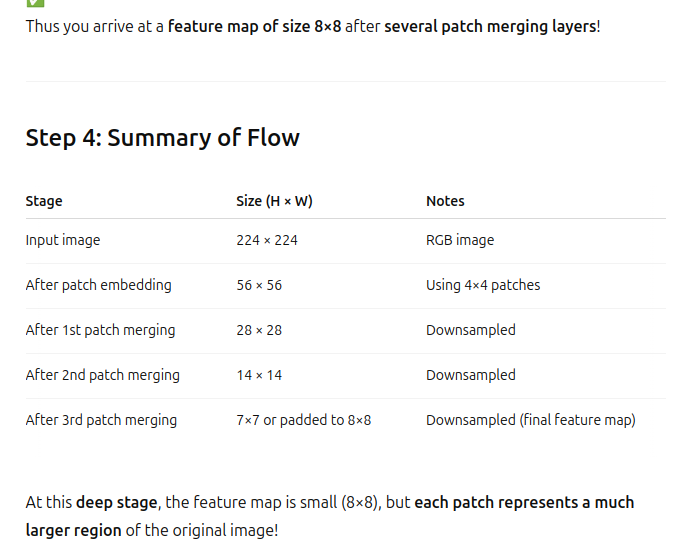 Thus you arrive at a feature map of size 8×8 after several patch merging layers!
Step 4: Summary of Flow
Stage Size (H × W) Notes
Input image 224 × 224 RGB image
After patch embedding 56 × 56 Using 4×4 patches
After 1st patch merging 28 × 28 Downsampled
After 2nd patch merging 14 × 14 Downsampled
After 3rd patch merging 7×7 or padded to 8×8 Downsampled (final feature map)
At this deep stage, the feature map is small (8×8), but each patch represents a much
larger region of the original image!